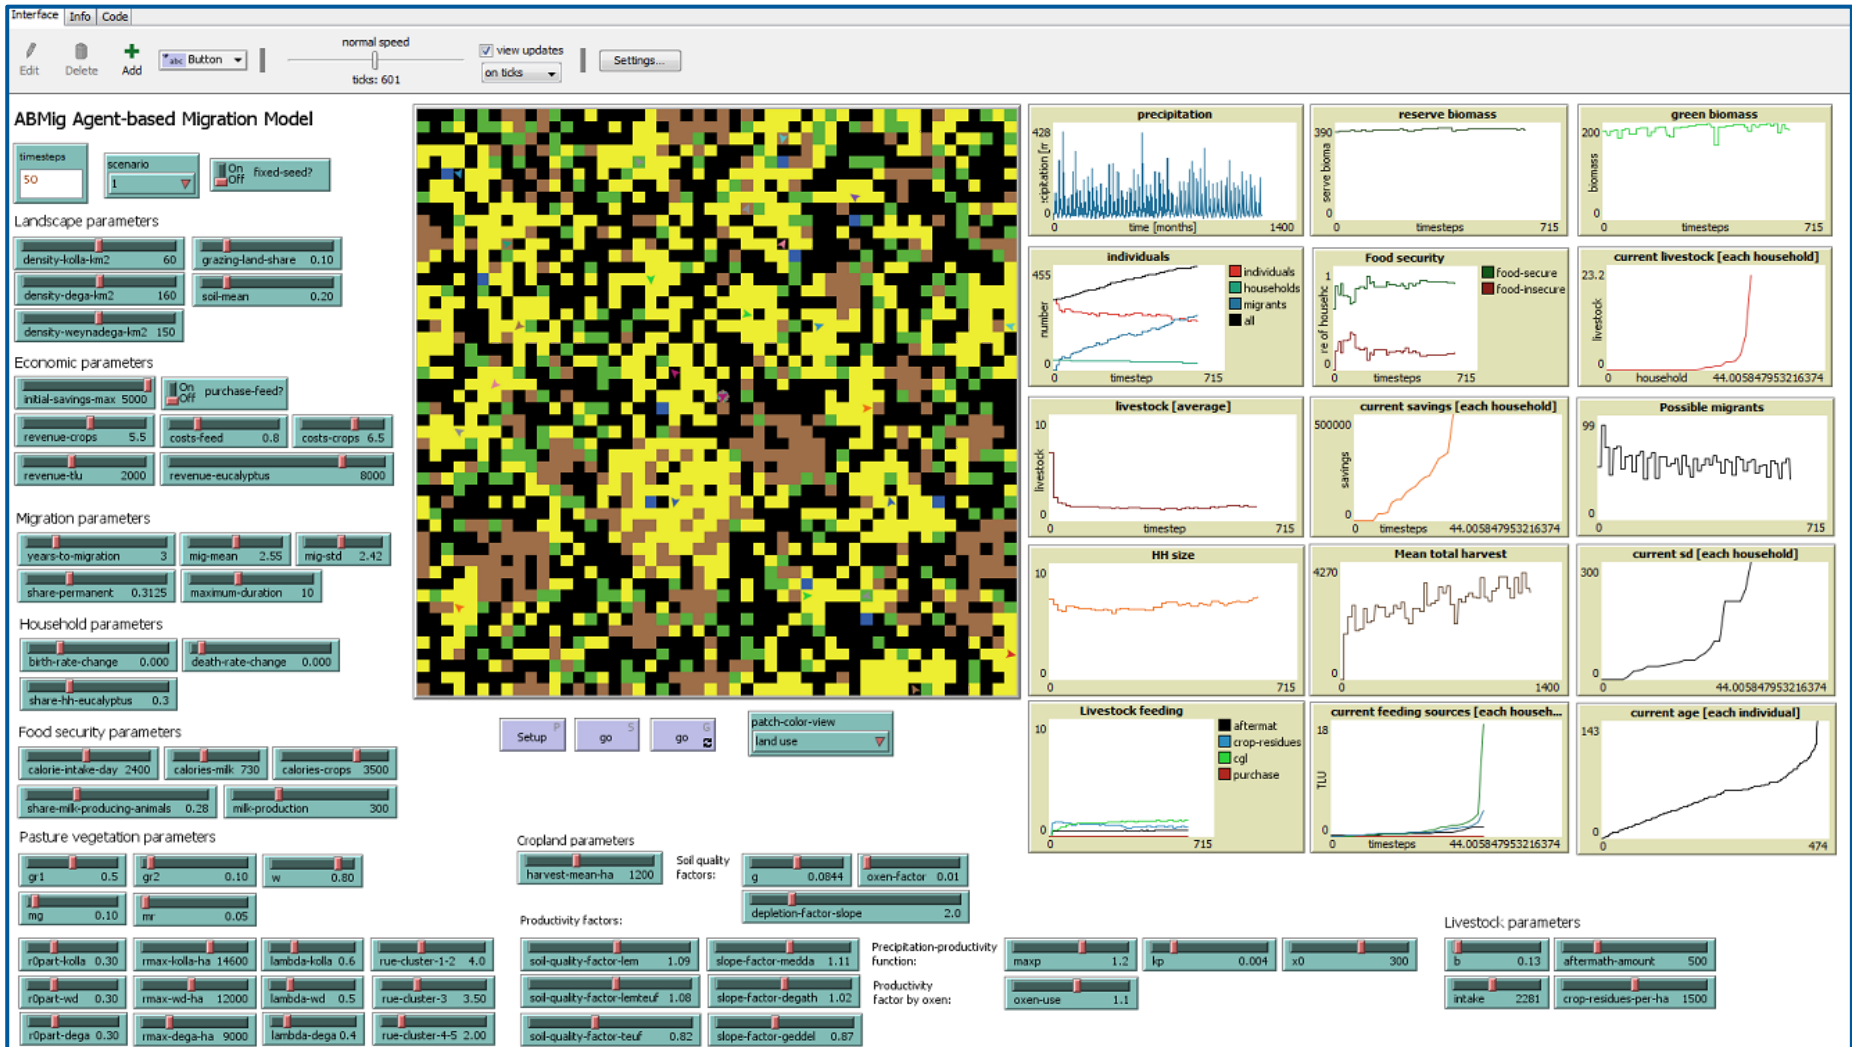 Interface Info Code
Edit Delete Add Button normal speed ticks: 601 view updates on ticks Settings...
ABMig Agent-based Migration Model
timesteps
50
scenario
1
On
Off fixed-seed?
Landscape parameters
density-kolla-km2 60
grazing-land-share 0.10
density-dega-km2 160
soil-mean 0.20
density-weynadega-km2 150
Economic parameters
initial-savings-max 5000
On
Off purchase-feed?
revenue-crops 5.5
costs-feed 0.8
costs-crops 6.5
revenue-tlu 2000
revenue-eucalyptus 8000
Migration parameters
years-to-migration 3
mig-mean 2.55
mig-std 2.42
share-permanent 0.3125
maximum-duration 10
Household parameters
birth-rate-change 0.000
death-rate-change 0.000
share-hh-eucalyptus 0.3
Food security parameters
calorie-intake-day 2400
calories-milk 730
calories-crops 3500
share-milk-producing-animals 0.28
milk-production 300
Pasture vegetation parameters
gr1 0.5
gr2 0.10
w 0.80
mg 0.10
mr 0.05
r0part-kolla 0.30
rmax-kolla-ha 14600
lambda-kolla 0.6
rue-cluster-1-2 4.0
r0part-wd 0.30
rmax-wd-ha 12000
lambda-wd 0.5
rue-cluster-3 3.50
r0part-dega 0.30
rmax-dega-ha 9000
lambda-dega 0.4
rue-cluster-4-5 2.00
Setup P
go S
go G
patch-color-view
land use
Cropland parameters
harvest-mean-ha 1200
Soil quality
factors:
g 0.0844
oxen-factor 0.01
depletion-factor-slope 2.0
Productivity factors:
soil-quality-factor-lem 1.09
slope-factor-medda 1.11
soil-quality-factor-lemteuf 1.08
slope-factor-degath 1.02
soil-quality-factor-teuf 0.82
slope-factor-geddel 0.87
Precipitation-productivity
function:
maxp 1.2
kp 0.004
x0 300
Productivity
factor by oxen:
oxen-use 1.1
Livestock parameters
b 0.13
aftermath-amount 500
intake 2281
crop-residues-per-ha 1500
precipitation
428
0
0 time [months] 1400
reserve biomass
390
serve bioma
0
0 timesteps 715
green biomass
200
biomass
0
0 timesteps 715
individuals
455
number
0
0 timestep 715
individuals
households
migrants
all
Food security
1
re of househc
0
0 timesteps 715
food-secure
food-insecure
current livestock [each household]
23.2
livestock
0
0 household 44.005847953216374
livestock [average]
10
livestock
0
0 timestep 715
current savings [each household]
500000
savings
0
0 timesteps 44.005847953216374
Possible migrants
99
0
0 715
HH size
10
0
0 715
Mean total harvest
4270
0
0 1400
current sd [each household]
300
0
0 44.005847953216374
Livestock feeding
10
0
0 715
aftermat
crop-residues
cgl
purchase
current feeding sources [each househ...
18
TLU
0
0 timesteps 44.005847953216374
current age [each individual]
143
0
0 474